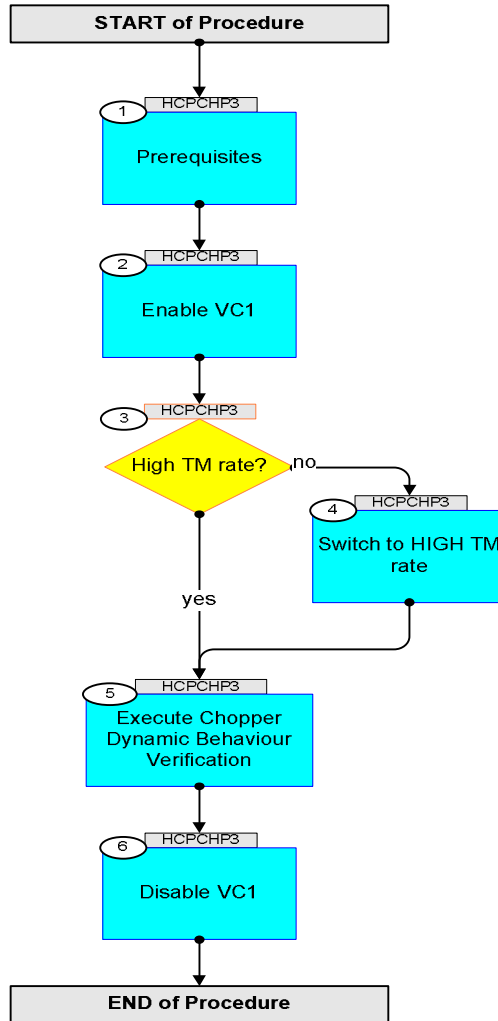 START of Procedure
HCPCHP3
1
Prerequisites
HCPCHP3
2
Enable VC1
HCPCHP3
3
High TM rate?
no
HCPCHP3
4
Switch to HIGH TM
rate
yes
HCPCHP3
5
Execute Chopper
Dynamic Behaviour
Verification
HCPCHP3
6
Disable VC1
END of Procedure